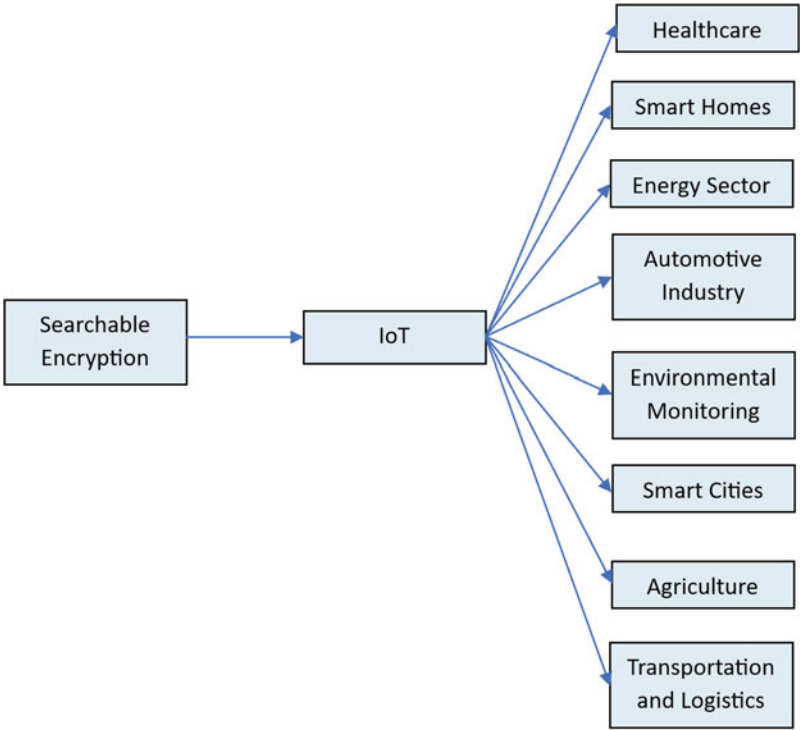 Searchable
Encryption
IoT
Healthcare
Smart Homes
Energy Sector
Automotive
Industry
Environmental
Monitoring
Smart Cities
Agriculture
Transportation
and Logistics